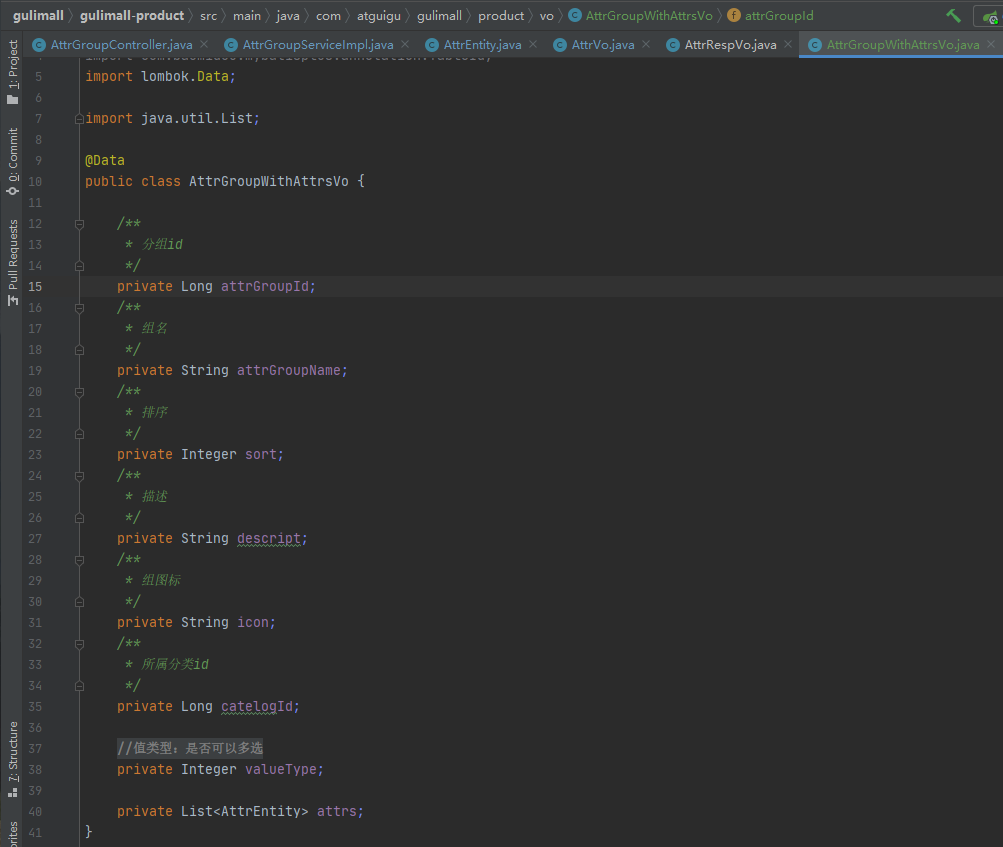 gulimall gulimall-product src main java com atguigu gulimall product vo AttrGroupWithAttrsVo attrGroupId
AttrGroupController.java AttrGroupServiceImpl.java AttrEntity.java AttrVo.java AttrRespVo.java AttrGroupWithAttrsVo.java
1: Project
0: Commit
Pull Requests
7: Structure
5 import lombok.Data;
6
7 import java.util.List;
8
9 @Data
10 public class AttrGroupWithAttrsVo {
11
12 /**
13 * 分组id
14 */
15 private Long attrGroupId;
16 /**
17 * 组名
18 */
19 private String attrGroupName;
20 /**
21 * 排序
22 */
23 private Integer sort;
24 /**
25 * 描述
26 */
27 private String descript;
28 /**
29 * 组图标
30 */
31 private String icon;
32 /**
33 * 所属分类id
34 */
35 private Long catelogId;
36
37 //值类型：是否可以多选
38 private Integer valueType;
39
40 private List<AttrEntity> attrs;
41 }